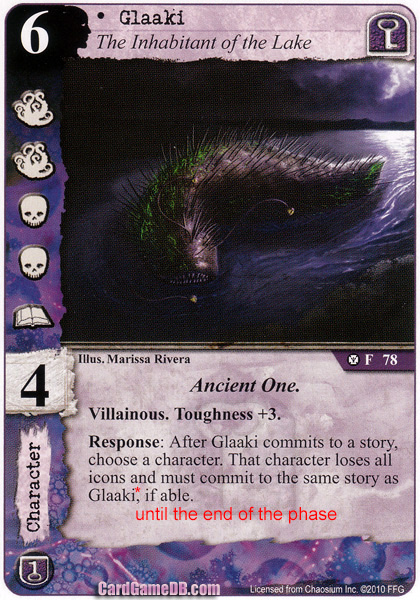 6
• Glaaki
The Inhabitant of the Lake
Illus. Marissa Rivera
F 78
4
Ancient One.
Villainous. Toughness +3.
Response: After Glaaki commits to a story,
choose a character. That character loses all
icons and must commit to the same story as
Glaaki,* if able.
until the end of the phase
Character
1
CardGameDB.com
Licensed from Chaosium Inc. ©2010 FFG